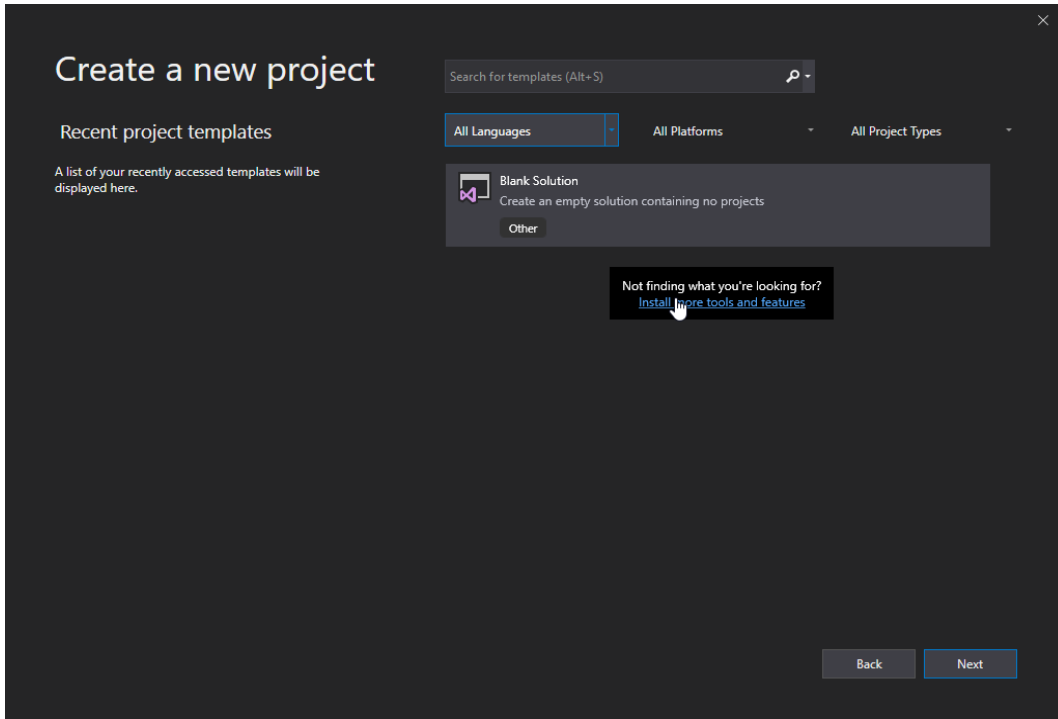 Create a new project
Search for templates (Alt+S)
Recent project templates
All Languages
All Platforms
All Project Types
A list of your recently accessed templates will be
displayed here.
Blank Solution
Create an empty solution containing no projects
Other
Not finding what you're looking for?
Install more tools and features
Back
Next